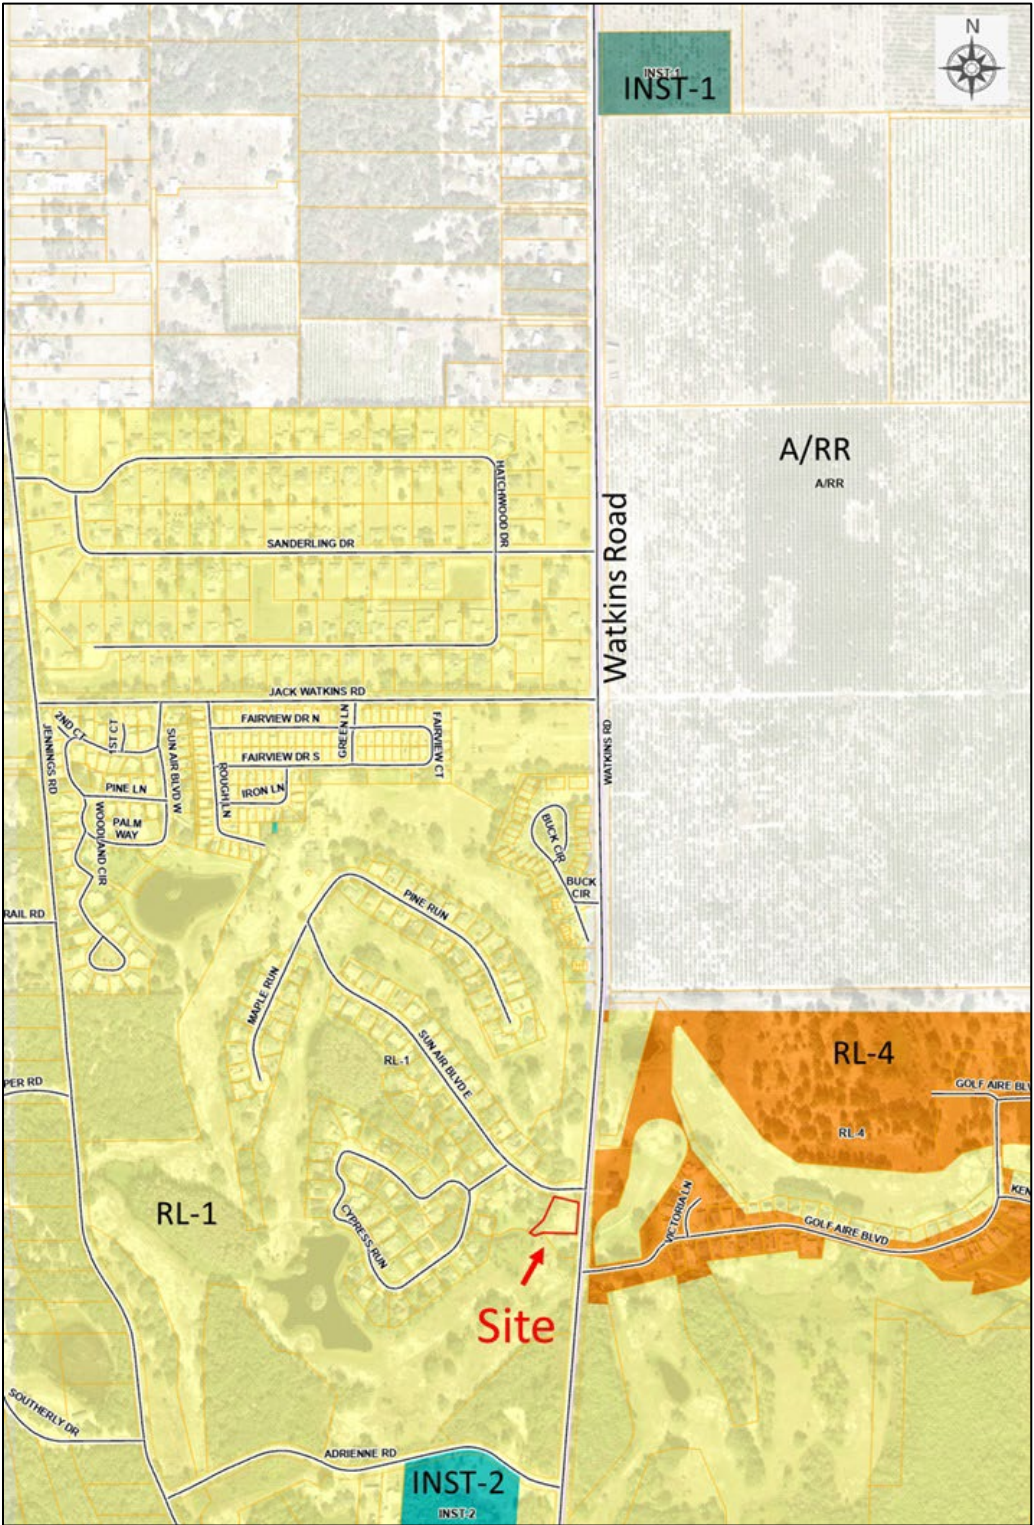 N
INST-1
INST-1
A/RR
A/RR
HATCHWOOD DR
SANDERLING DR
Watkins Road
JACK WATKINS RD
2ND CT
1ST CT
SUN AIR BLVD W
FAIRVIEW DR N
GREEN LN
FAIRVIEW CT
JENNINGS RD
FAIRVIEW DR S
ROUGH LN
IRON LN
WATKINS RD
PINE LN
PALM
WAY
WOODLAND CIR
BUCK CIR
BUCK
CIR
RAIL RD
PINE RUN
MAPLE RUN
SUN AIR BLVD E
RL-1
RL-4
PER RD
GOLF AIRE BLV
RL-4
RL-1
CYPRESS RUN
VICTORIA LN
KEN
GOLF AIRE BLVD
Site
SOUTHERLY DR
ADRIENNE RD
INST-2
INST-2